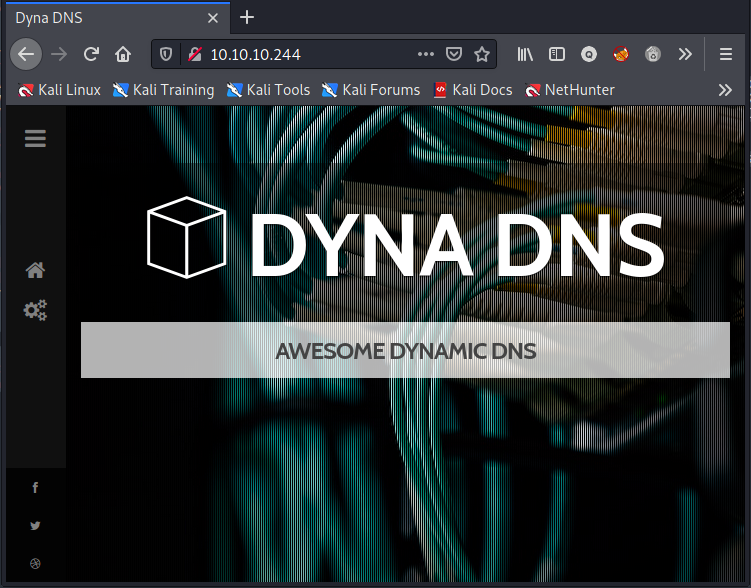 Dyna DNS
10.10.10.244
Kali Linux
Kali Training
Kali Tools
Kali Forums
Kali Docs
NetHunter
DYNA DNS
AWESOME DYNAMIC DNS